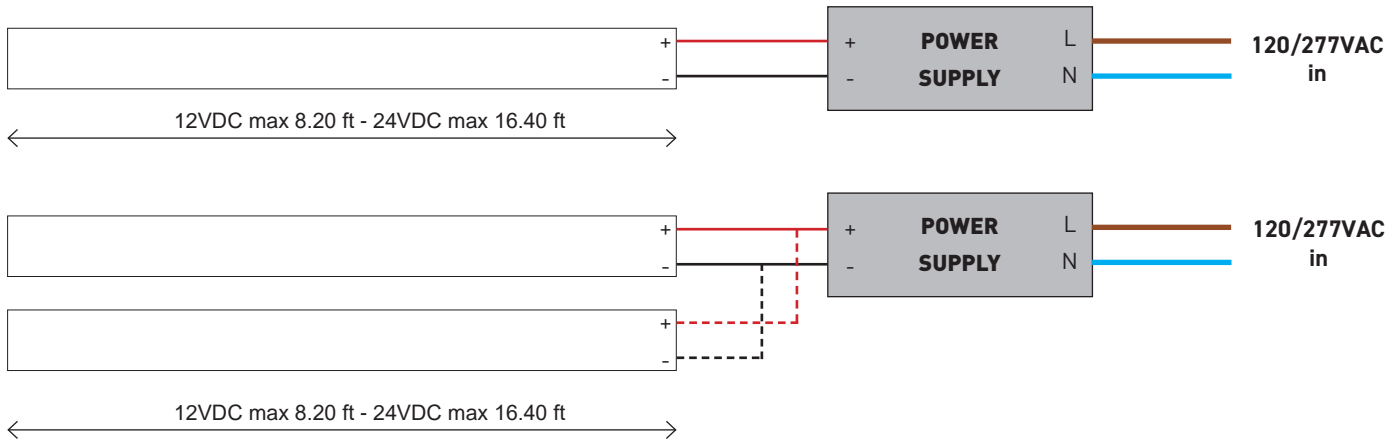 + + POWER L 120/277VAC
- - SUPPLY N in
12VDC max 8.20 ft - 24VDC max 16.40 ft
+ + POWER L 120/277VAC
- - SUPPLY N in
+
-
12VDC max 8.20 ft - 24VDC max 16.40 ft